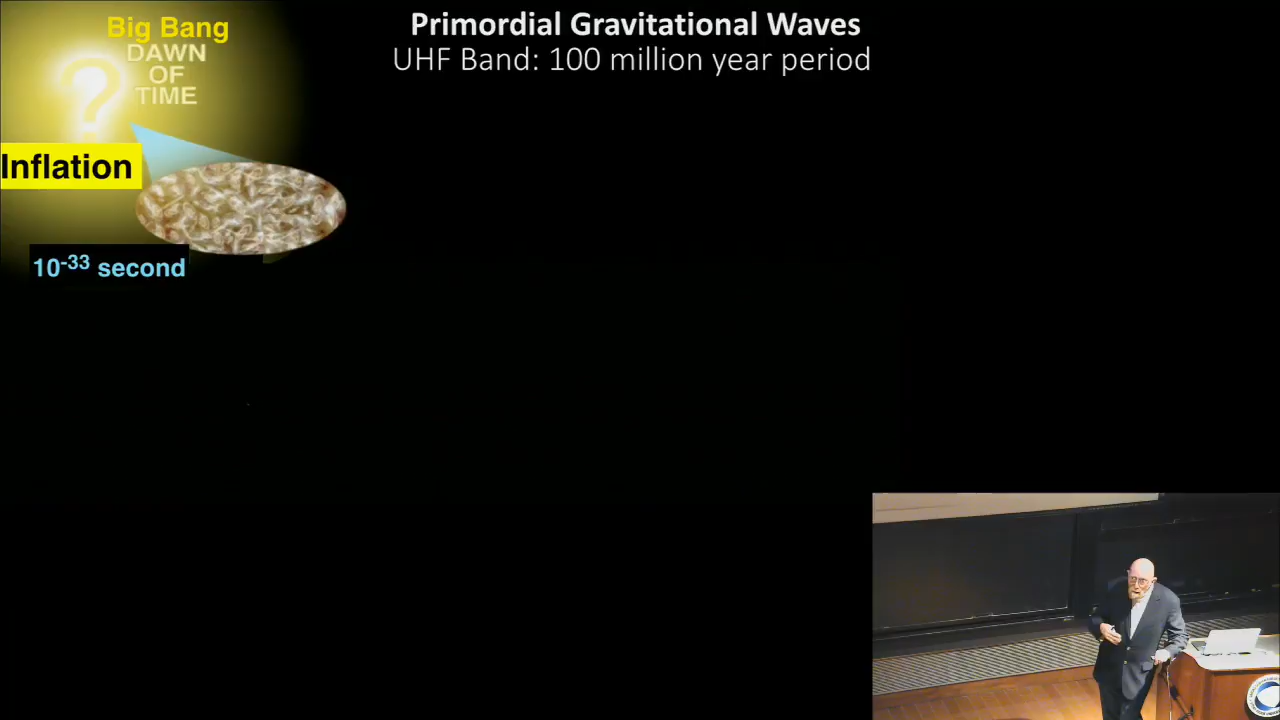 Primordial Gravitational Waves
UHF Band: 100 million year period
Big Bang
DAWN
OF
TIME
?
Inflation
10⁻³³ second